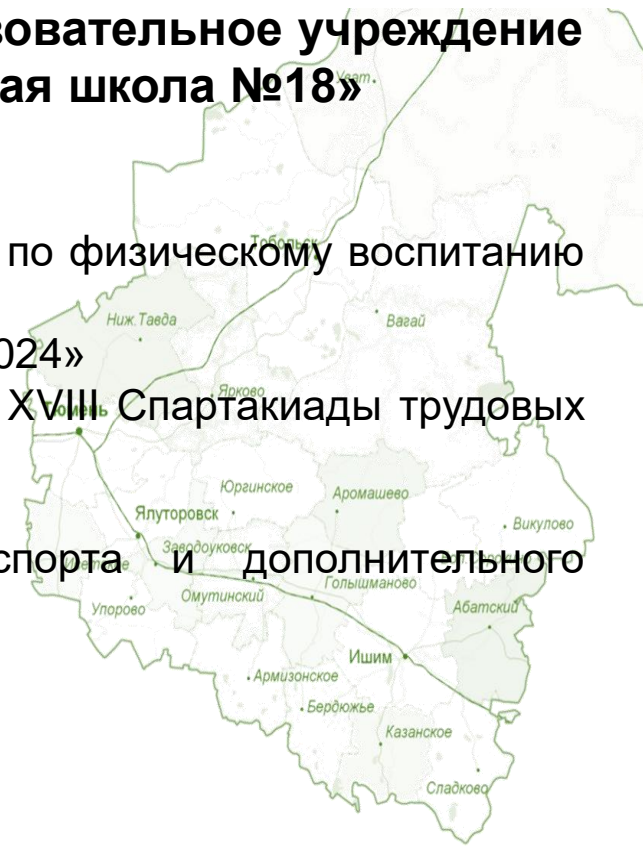 зовательное учреждение
ая школа №18»
Уват
по физическому воспитанию
Тобольск
Ниж. Тавда
Вагай
024»
Ярково
XVIII Спартакиады трудовых
Тюмень
Юргинское
Аромашево
Ялуторовск
Викулово
Заводоуковск
спорта и дополнительного
Голышманово
Омутинский
Упорово
Абатский
Ишим
Армизонское
Бердюжье
Казанское
Сладково